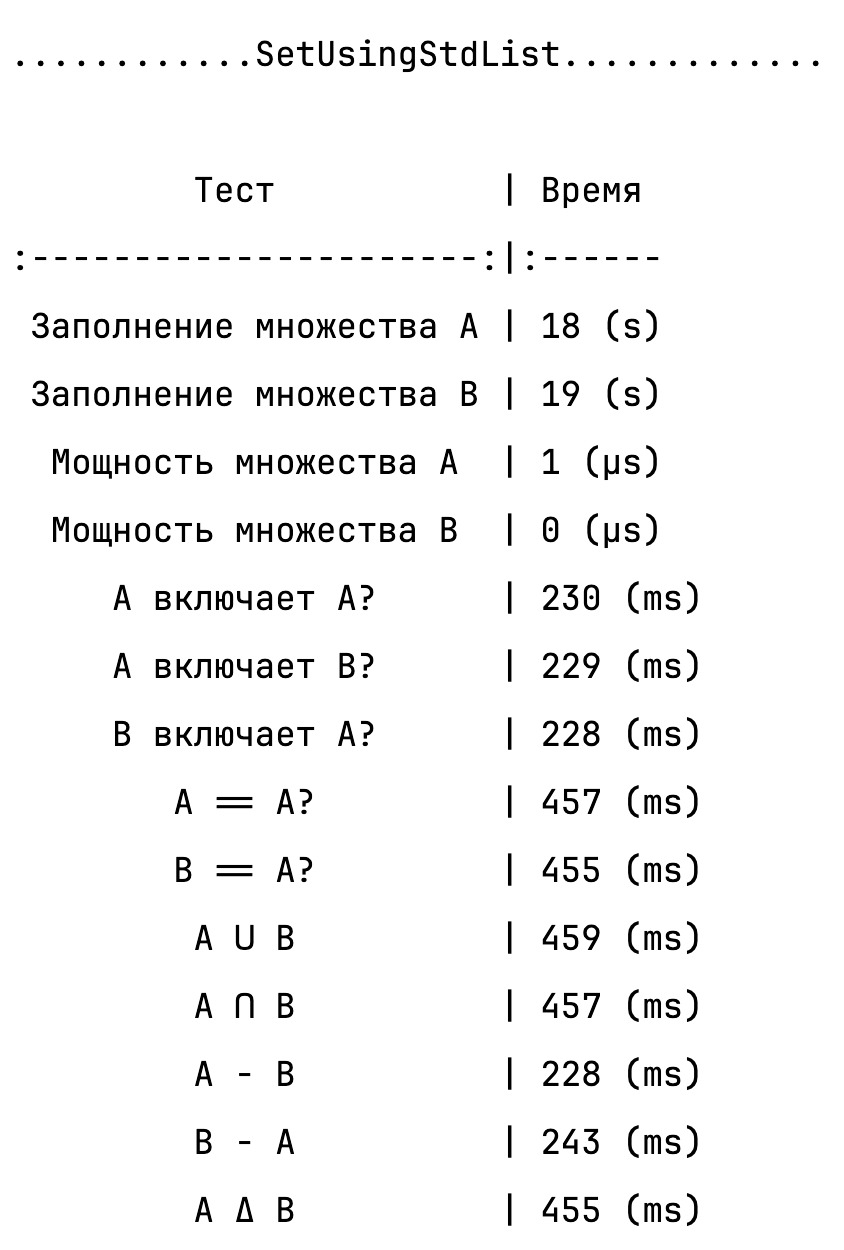 ............SetUsingStdList.............
Тест | Время
:----------------------:|:------
Заполнение множества A | 18 (s)
Заполнение множества B | 19 (s)
Мощность множества A | 1 (µs)
Мощность множества B | 0 (µs)
A включает A? | 230 (ms)
A включает B? | 229 (ms)
B включает A? | 228 (ms)
A == A? | 457 (ms)
B == A? | 455 (ms)
A ∪ B | 459 (ms)
A ∩ B | 457 (ms)
A - B | 228 (ms)
B - A | 243 (ms)
A ∆ B | 455 (ms)